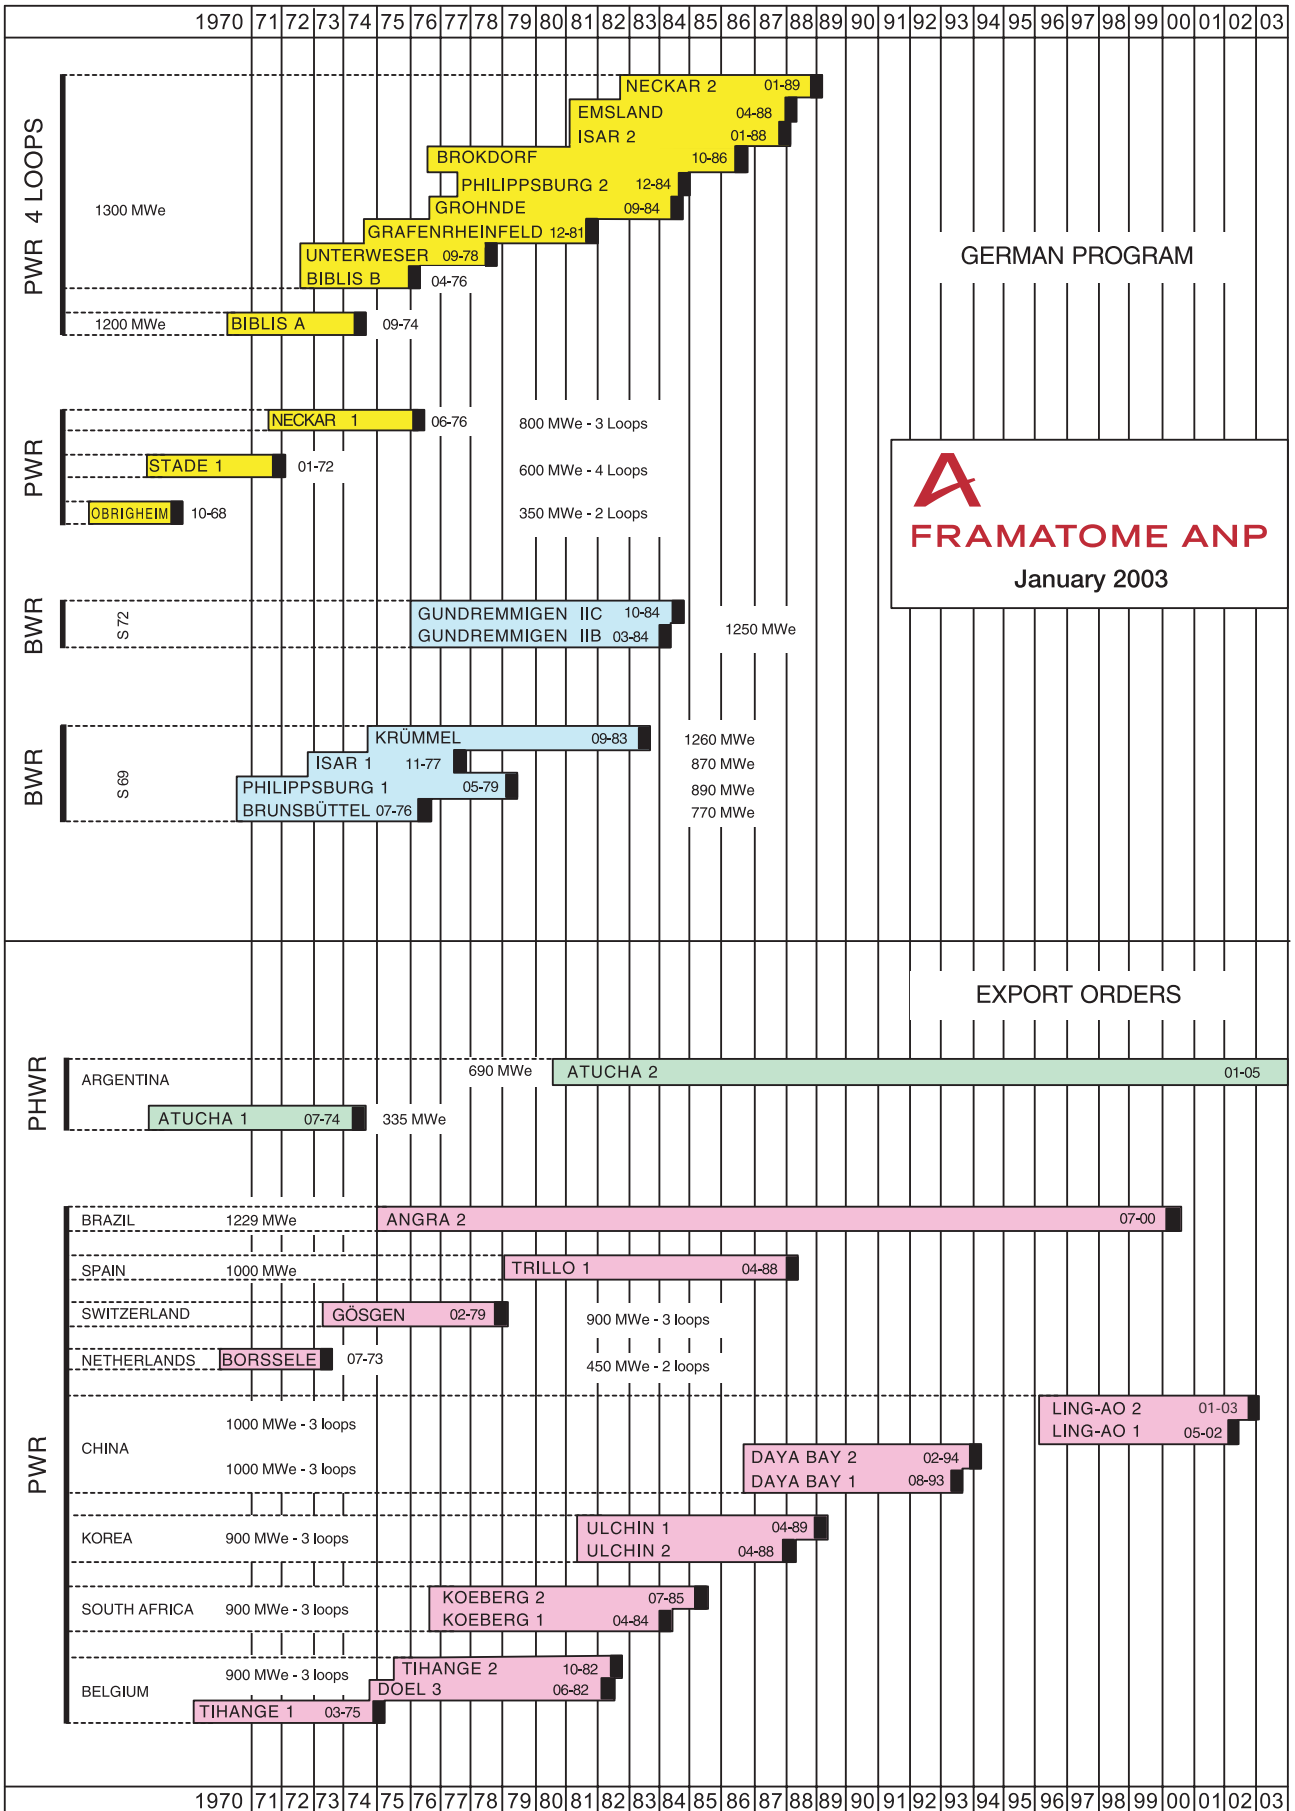 1970 71 72 73 74 75 76 77 78 79 80 81 82 83 84 85 86 87 88 89 90 91 92 93 94 95 96 97 98 99 00 01 02 03
PWR 4 LOOPS
NECKAR 2 01-89
EMSLAND 04-88
ISAR 2 01-88
BROKDORF 10-86
PHILIPPSBURG 2 12-84
1300 MWe
GROHNDE 09-84
GRAFENRHEINFELD 12-81
UNTERWESER 09-78
GERMAN PROGRAM
BIBLIS B 04-76
1200 MWe BIBLIS A 09-74
PWR
NECKAR 1 06-76 800 MWe - 3 Loops
STADE 1 01-72 600 MWe - 4 Loops
OBRIGHEIM 10-68 350 MWe - 2 Loops
A
FRAMATOME ANP
January 2003
BWR
S 72
GUNDREMMIGEN IIC 10-84
GUNDREMMIGEN IIB 03-84
1250 MWe
BWR
S 69
KRÜMMEL 09-83 1260 MWe
ISAR 1 11-77 870 MWe
PHILIPPSBURG 1 05-79 890 MWe
BRUNSBÜTTEL 07-76 770 MWe
EXPORT ORDERS
PHWR
ARGENTINA
690 MWe ATUCHA 2 01-05
ATUCHA 1 07-74 335 MWe
PWR
BRAZIL 1229 MWe ANGRA 2 07-00
SPAIN 1000 MWe TRILLO 1 04-88
SWITZERLAND GÖSGEN 02-79 900 MWe - 3 loops
NETHERLANDS BORSSELE 07-73 450 MWe - 2 loops
CHINA
1000 MWe - 3 loops
LING-AO 2 01-03
LING-AO 1 05-02
1000 MWe - 3 loops
DAYA BAY 2 02-94
DAYA BAY 1 08-93
KOREA 900 MWe - 3 loops
ULCHIN 1 04-89
ULCHIN 2 04-88
SOUTH AFRICA 900 MWe - 3 loops
KOEBERG 2 07-85
KOEBERG 1 04-84
BELGIUM 900 MWe - 3 loops
TIHANGE 2 10-82
DOEL 3 06-82
TIHANGE 1 03-75
1970 71 72 73 74 75 76 77 78 79 80 81 82 83 84 85 86 87 88 89 90 91 92 93 94 95 96 97 98 99 00 01 02 03